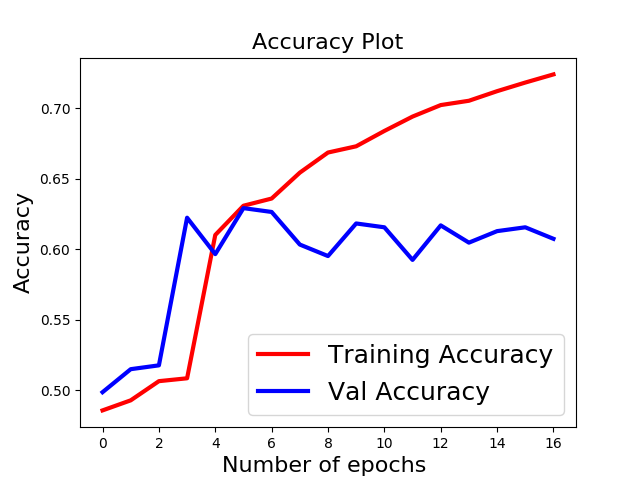 Accuracy Plot
0.70
0.65
0.60
0.55
0.50
Accuracy
Training Accuracy
Val Accuracy
0 2 4 6 8 10 12 14 16
Number of epochs